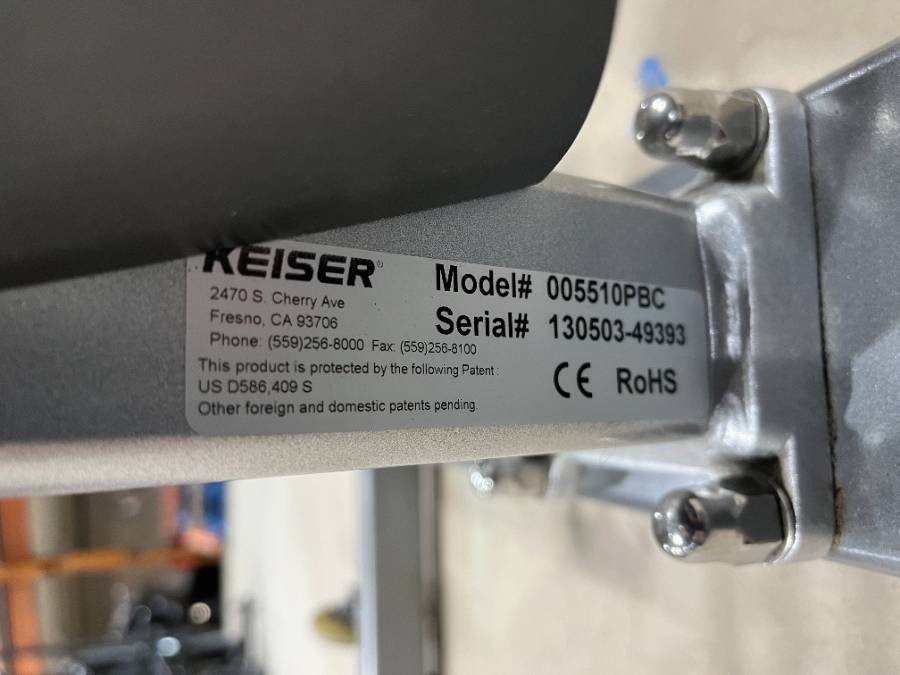 KEISER®
2470 S. Cherry Ave
Fresno, CA 93706
Phone: (559)256-8000 Fax: (559)256-8100
This product is protected by the following Patent:
US D586,409 S
Other foreign and domestic patents pending.
Model# 005510PBC
Serial# 130503-49393
CE RoHS